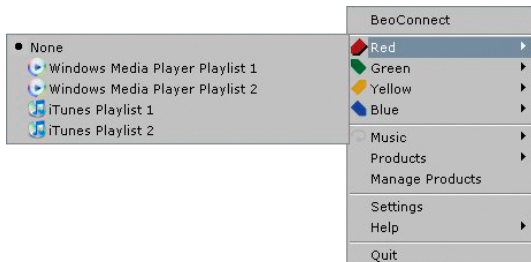 BeoConnect
Red
Green
Yellow
Blue
Music
Products
Manage Products
Settings
Help
Quit
None
Windows Media Player Playlist 1
Windows Media Player Playlist 2
iTunes Playlist 1
iTunes Playlist 2